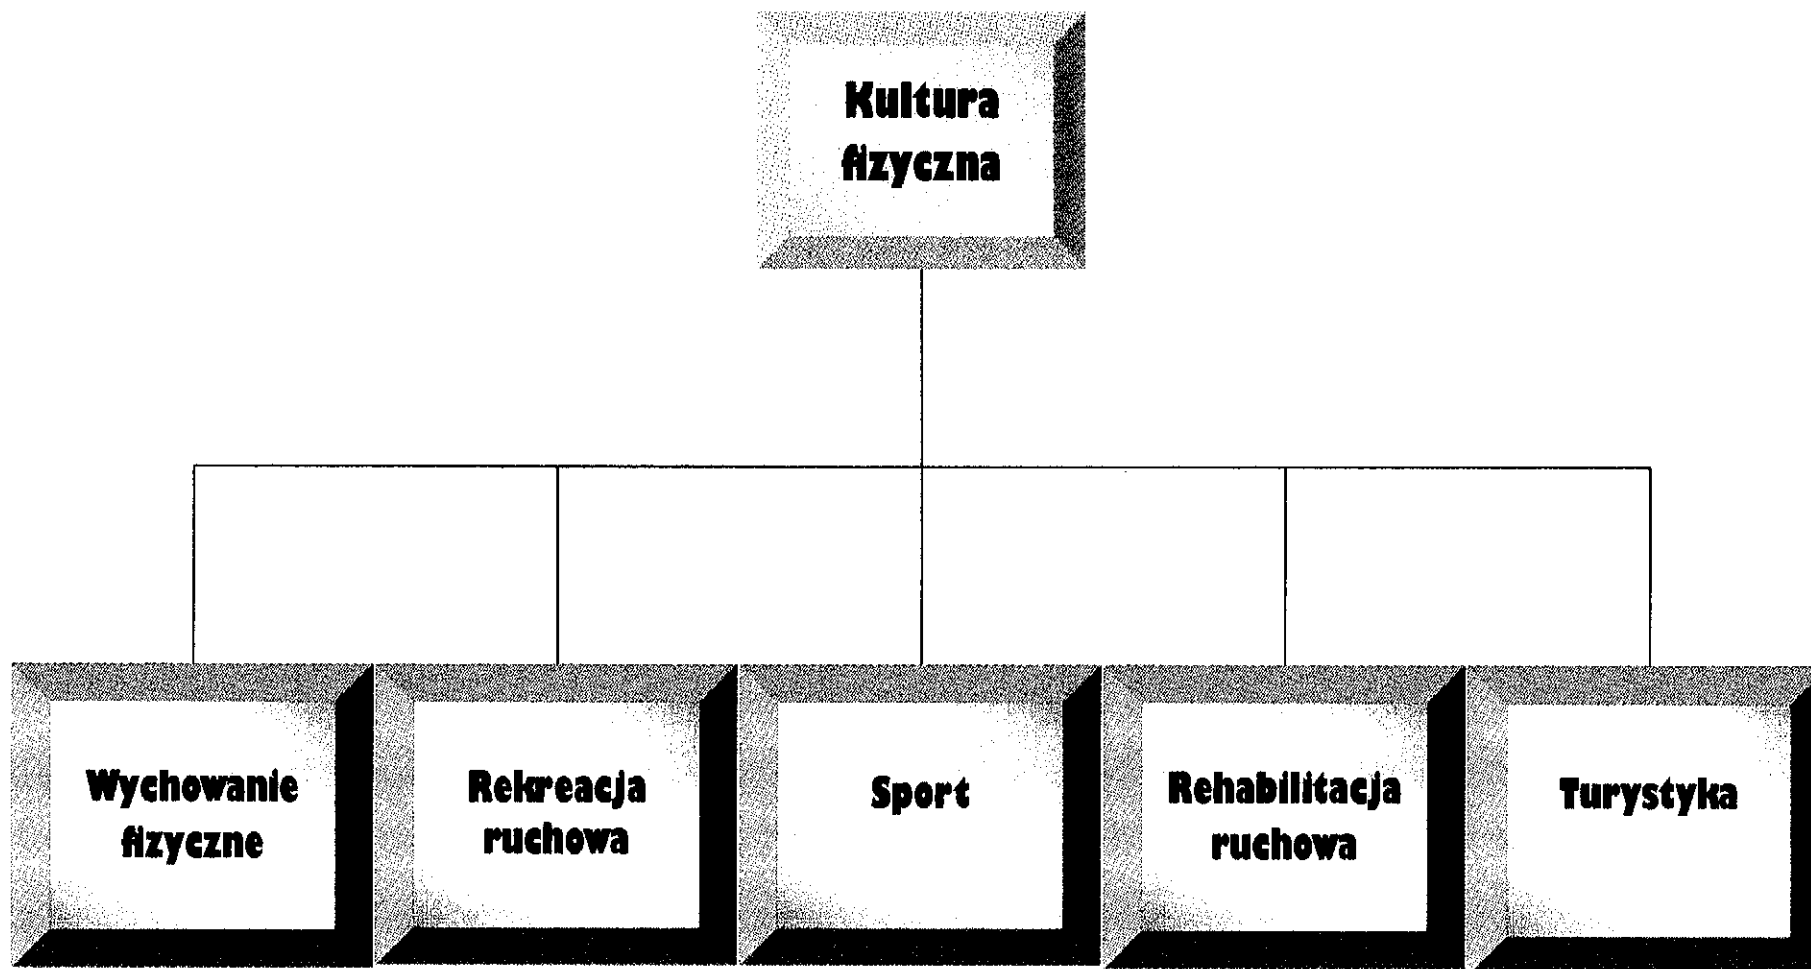 Kultura
fizyczna
Wychowanie
fizyczne
Rekreacja
ruchowa
Sport
Rehabilitacja
ruchowa
Turystyka